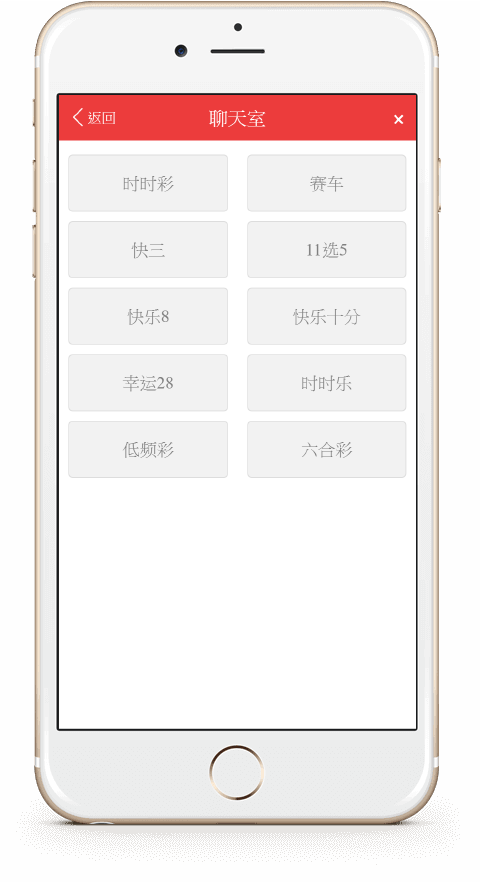 返回 聊天室 ×
时时彩 赛车
快三 11选5
快乐8 快乐十分
幸运28 时时乐
低频彩 六合彩